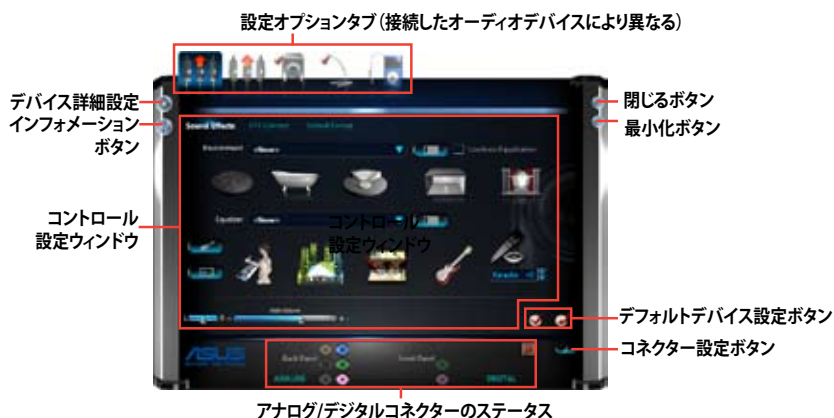 設定オプションタブ（接続したオーディオデバイスにより異なる）
デバイス詳細設定
インフォメーション
ボタン
閉じるボタン
最小化ボタン
Sound Effects
Environment <None>
コントロール
設定ウィンドウ
Equalizer <None>
コントロール
設定ウィンドウ
Karaoke
デフォルトデバイス設定ボタン
コネクター設定ボタン
ASUS
Back Panel
Front Panel
ANALOG
DIGITAL
アナログ/デジタルコネクターのステータス